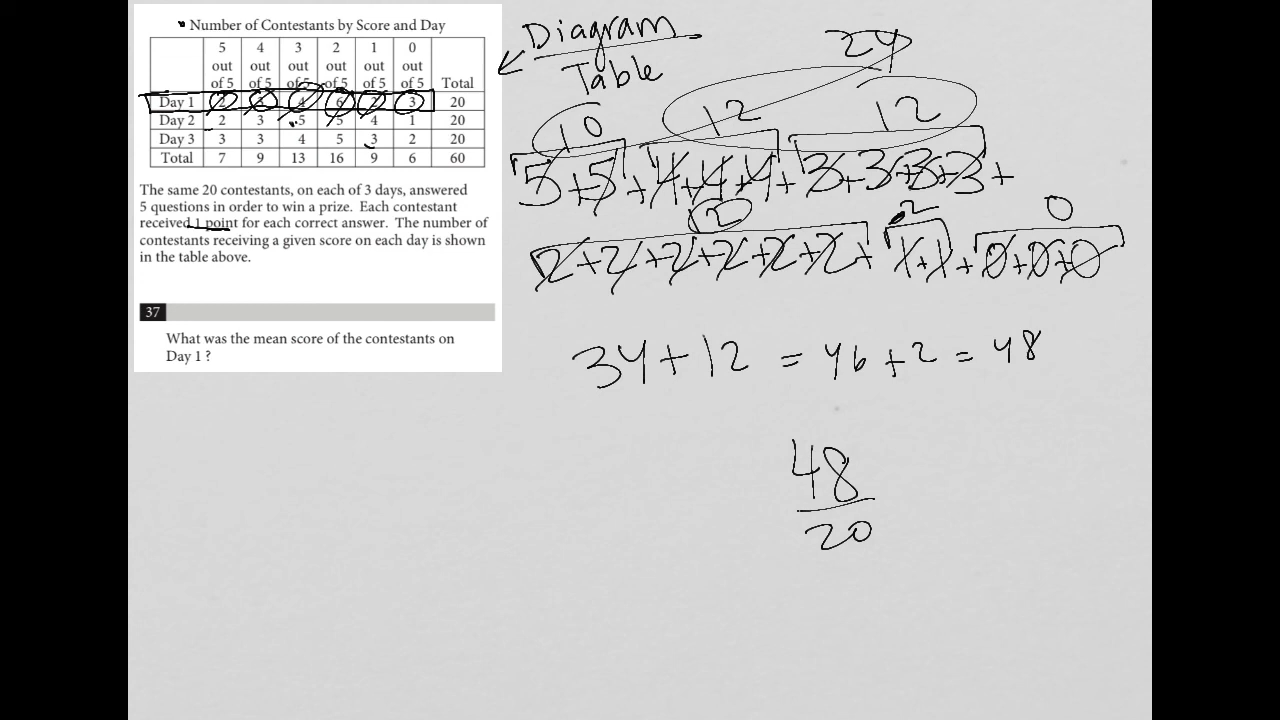 Number of Contestants by Score and Day
5 out of 5 4 out of 5 3 out of 5 2 out of 5 1 out of 5 0 out of 5 Total
Day 1 2 3 4 6 2 3 20
Day 2 2 3 5 5 4 1 20
Day 3 3 3 4 5 3 2 20
Total 7 9 13 16 9 6 60
The same 20 contestants, on each of 3 days, answered
5 questions in order to win a prize. Each contestant
received 1 point for each correct answer. The number of
contestants receiving a given score on each day is shown
in the table above.
37
What was the mean score of the contestants on
Day 1 ?
Diagram
Table
24
10 12 12
5+5+4+4+4+3+3+3+3+
12 2 0
2+2+2+2+2+2+1+1+0+0+0
34+12 = 46+2 = 48
48
20